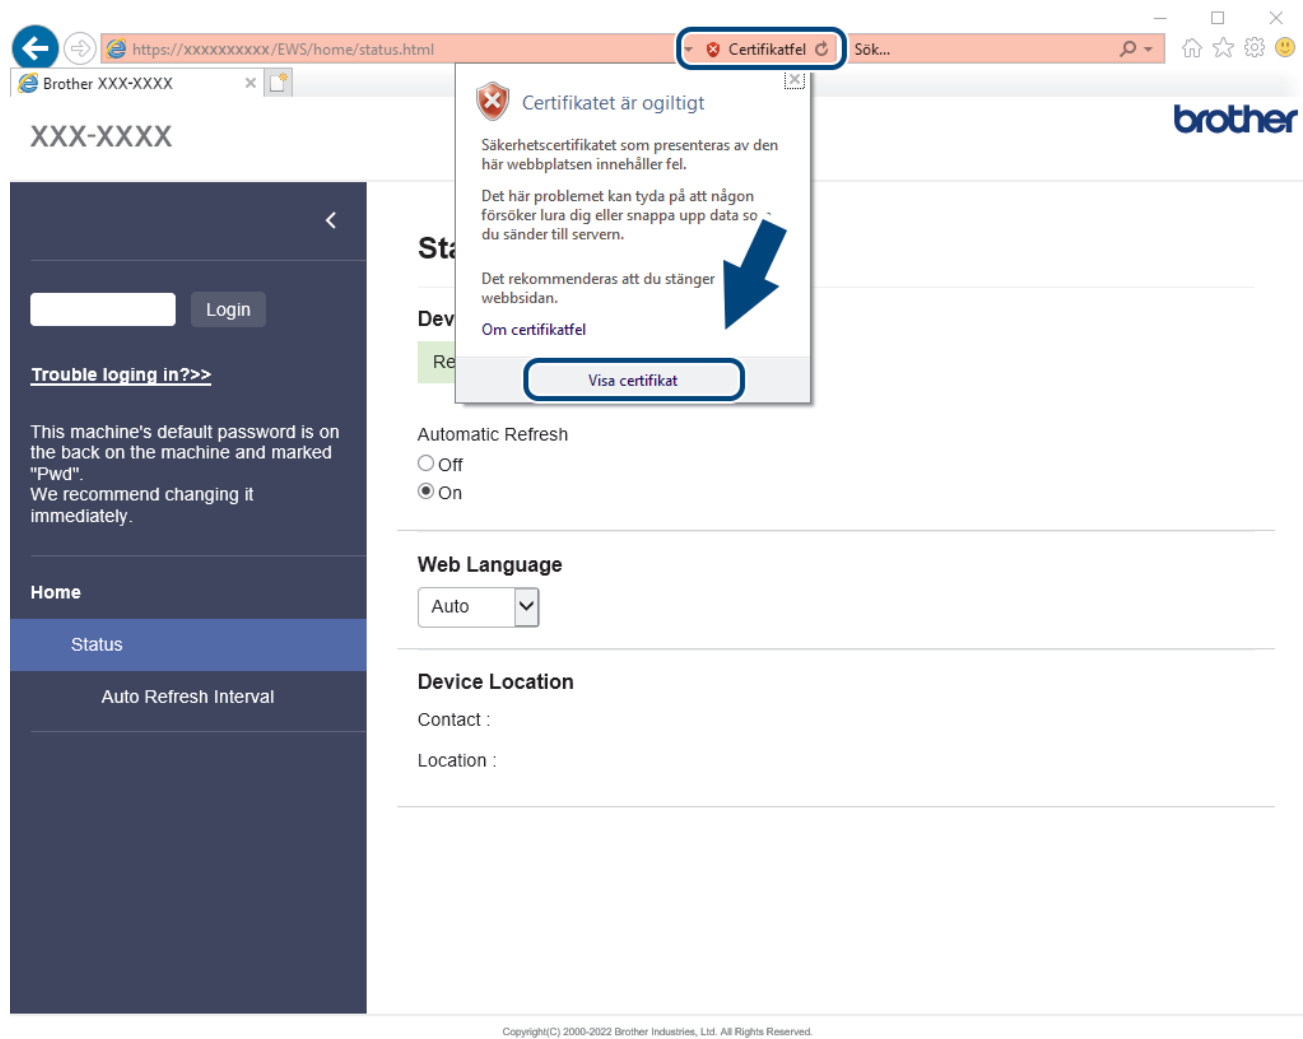 https://xxxxxxxxxx/EWS/home/status.html
Certifikatfel
Sök...
Brother XXX-XXXX
XXX-XXXX
brother
Certifikatet är ogiltigt
Säkerhetscertifikatet som presenteras av den
här webbplatsen innehåller fel.
Det här problemet kan tyda på att någon
försöker lura dig eller snappa upp data
du sänder till servern.
Det rekommenderas att du stänger
webbsidan.
Om certifikatfel
Visa certifikat
Login
Trouble loging in?>>
This machine's default password is on
the back on the machine and marked
"Pwd".
We recommend changing it
immediately.
Home
Status
Auto Refresh Interval
Automatic Refresh
Off
On
Web Language
Auto
Device Location
Contact :
Location :
Copyright(C) 2000-2022 Brother Industries, Ltd. All Rights Reserved.